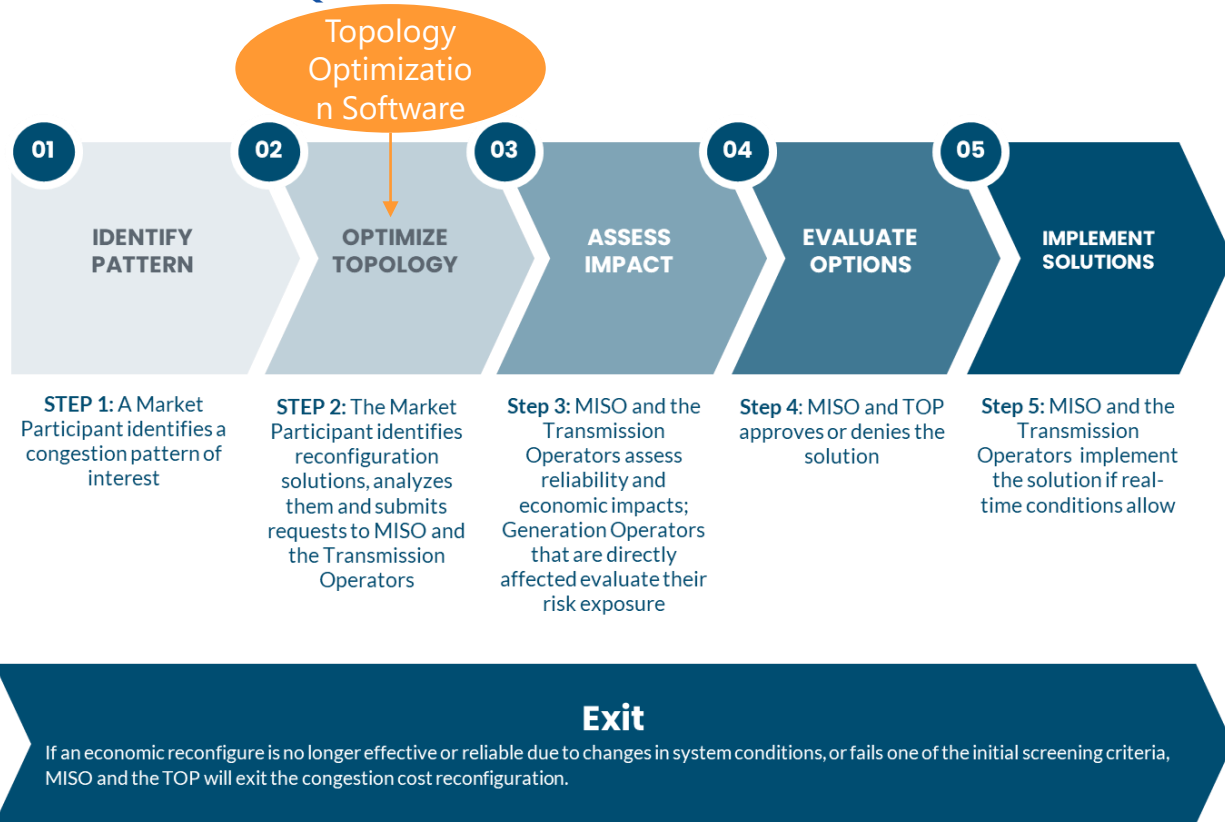 Topology
Optimizatio
n Software
01
02
03
04
05
IDENTIFY
PATTERN
OPTIMIZE
TOPOLOGY
ASSESS
IMPACT
EVALUATE
OPTIONS
IMPLEMENT
SOLUTIONS
STEP 1: A Market
Participant identifies a
congestion pattern of
interest
STEP 2: The Market
Participant identifies
reconfiguration
solutions, analyzes
them and submits
requests to MISO and
the Transmission
Operators
Step 3: MISO and the
Transmission
Operators assess
reliability and
economic impacts;
Generation Operators
that are directly
affected evaluate their
risk exposure
Step 4: MISO and TOP
approves or denies the
solution
Step 5: MISO and the
Transmission
Operators implement
the solution if real-
time conditions allow
Exit
If an economic reconfigure is no longer effective or reliable due to changes in system conditions, or fails one of the initial screening criteria,
MISO and the TOP will exit the congestion cost reconfiguration.